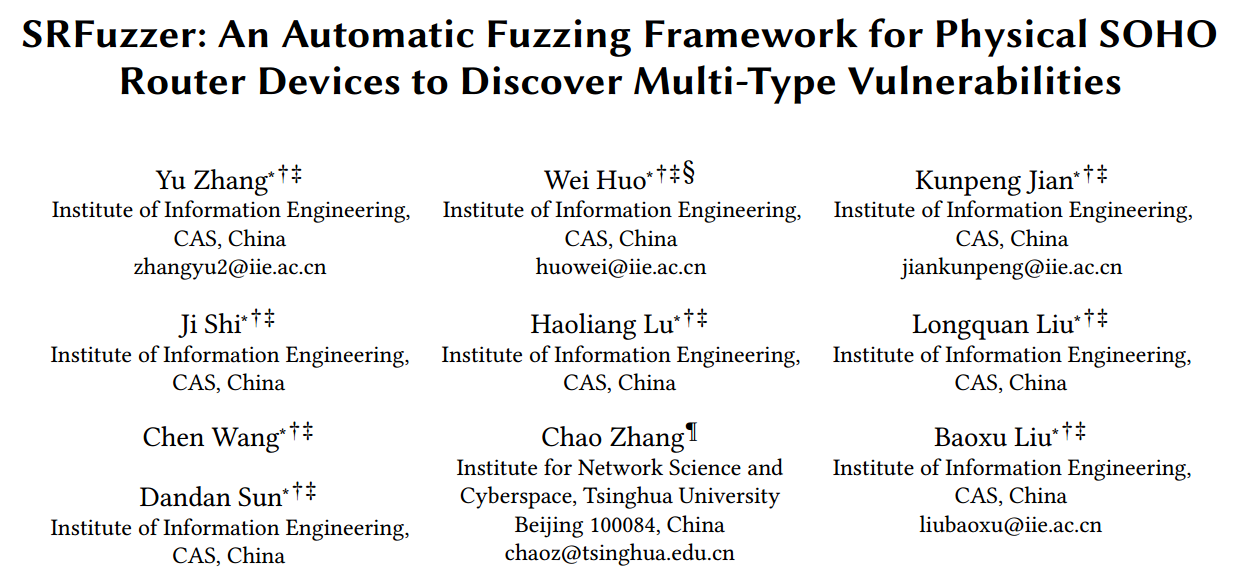 SRFuzzer: An Automatic Fuzzing Framework for Physical SOHO
Router Devices to Discover Multi-Type Vulnerabilities
Yu Zhang*†‡
Institute of Information Engineering,
CAS, China
zhangyu2@iie.ac.cn
Wei Huo*†‡§
Institute of Information Engineering,
CAS, China
huowei@iie.ac.cn
Kunpeng Jian*†‡
Institute of Information Engineering,
CAS, China
jiankunpeng@iie.ac.cn
Ji Shi*†‡
Institute of Information Engineering,
CAS, China
Haoliang Lu*†‡
Institute of Information Engineering,
CAS, China
Longquan Liu*†‡
Institute of Information Engineering,
CAS, China
Chen Wang*†‡
Dandan Sun*†‡
Institute of Information Engineering,
CAS, China
Chao Zhang¶
Institute for Network Science and
Cyberspace, Tsinghua University
Beijing 100084, China
chaoz@tsinghua.edu.cn
Baoxu Liu*†‡
Institute of Information Engineering,
CAS, China
liubaoxu@iie.ac.cn